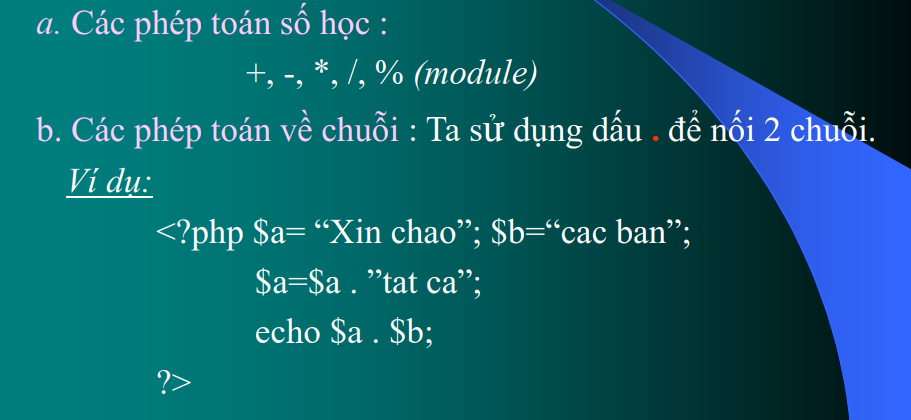 a. Các phép toán số học :
+, -, *, /, % (module)
b. Các phép toán về chuỗi : Ta sử dụng dấu . để nối 2 chuỗi.
Ví dụ:
<?php $a= “Xin chao”; $b=“cac ban”;
$a=$a . ”tat ca”;
echo $a . $b;
?>